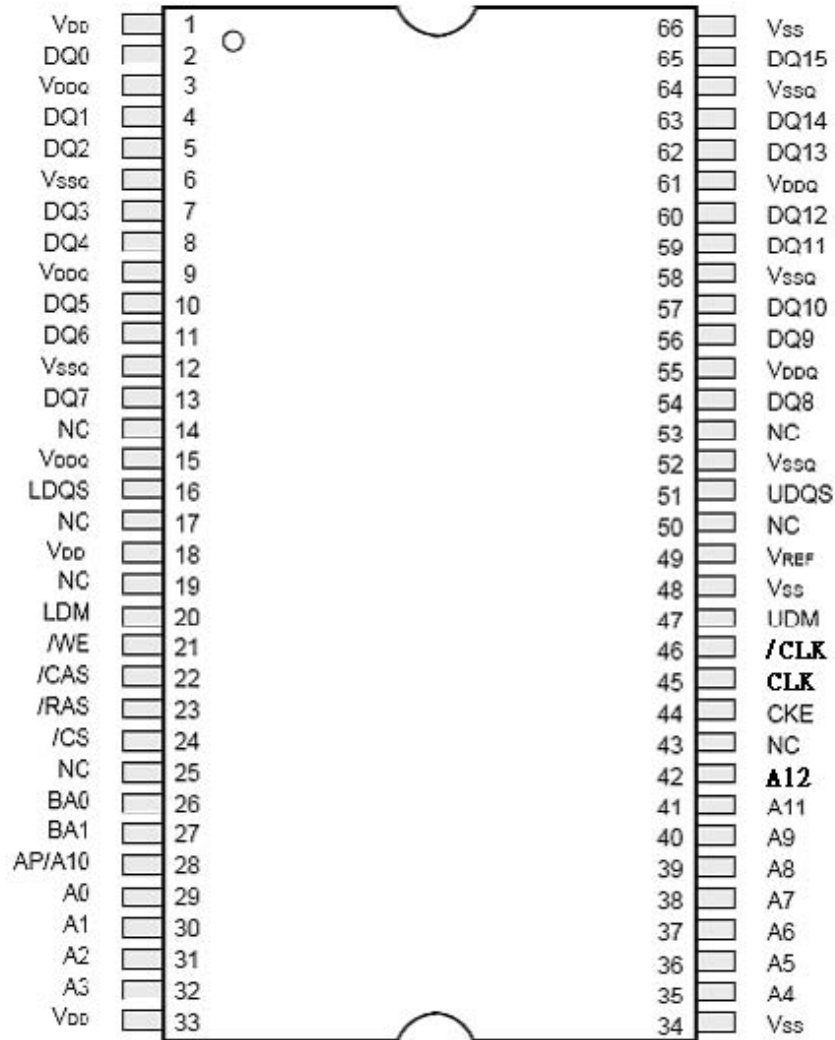 VDD 1 66 VSS
DQ0 2 65 DQ15
VDDQ 3 64 VSSQ
DQ1 4 63 DQ14
DQ2 5 62 DQ13
VSSQ 6 61 VDDQ
DQ3 7 60 DQ12
DQ4 8 59 DQ11
VDDQ 9 58 VSSQ
DQ5 10 57 DQ10
DQ6 11 56 DQ9
VSSQ 12 55 VDDQ
DQ7 13 54 DQ8
NC 14 53 NC
VDDQ 15 52 VSSQ
LDQS 16 51 UDQS
NC 17 50 NC
VDD 18 49 VREF
NC 19 48 VSS
LDM 20 47 UDM
/WE 21 46 /CLK
/CAS 22 45 CLK
/RAS 23 44 CKE
/CS 24 43 NC
NC 25 42 A12
BA0 26 41 A11
BA1 27 40 A9
AP/A10 28 39 A8
A0 29 38 A7
A1 30 37 A6
A2 31 36 A5
A3 32 35 A4
VDD 33 34 VSS